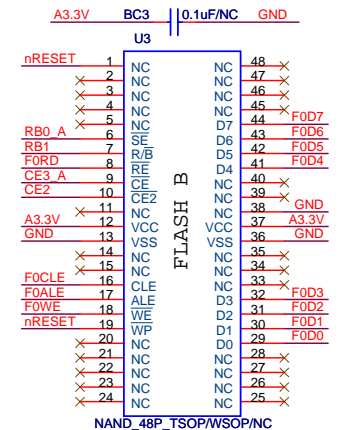 A3.3V BC3 0.1uF/NC GND
U3
nRESET 1 NC NC 48
2 NC NC 47
3 NC NC 46
4 NC NC 45
5 NC D7 44 F0D7
RB0_A 6 SE D6 43 F0D6
RB1 7 R/B D5 42 F0D5
F0RD 8 RE D4 41 F0D4
CE3_A 9 CE NC 40
CE2 10 CE2 NC 39
11 NC NC 38 GND
A3.3V 12 VCC VCC 37 A3.3V
GND 13 VSS VSS 36 GND
14 NC NC 35
15 NC NC 34
F0CLE 16 CLE NC 33
F0ALE 17 ALE D3 32 F0D3
F0WE 18 WE D2 31 F0D2
nRESET 19 WP D1 30 F0D1
20 NC D0 29 F0D0
21 NC NC 28
22 NC NC 27
23 NC NC 26
24 NC NC 25
FLASH B
NAND_48P_TSOP/WSOP/NC